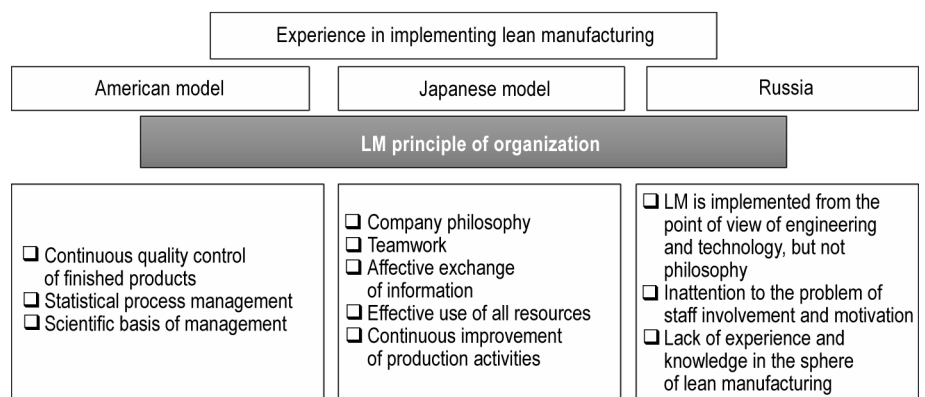 Experience in implementing lean manufacturing
American model
Japanese model
Russia
LM principle of organization
❑ Continuous quality control
of finished products
❑ Statistical process management
❑ Scientific basis of management
❑ Company philosophy
❑ Teamwork
❑ Affective exchange
of information
❑ Effective use of all resources
❑ Continuous improvement
of production activities
❑ LM is implemented from the
point of view of engineering
and technology, but not
philosophy
❑ Inattention to the problem of
staff involvement and motivation
❑ Lack of experience and
knowledge in the sphere
of lean manufacturing